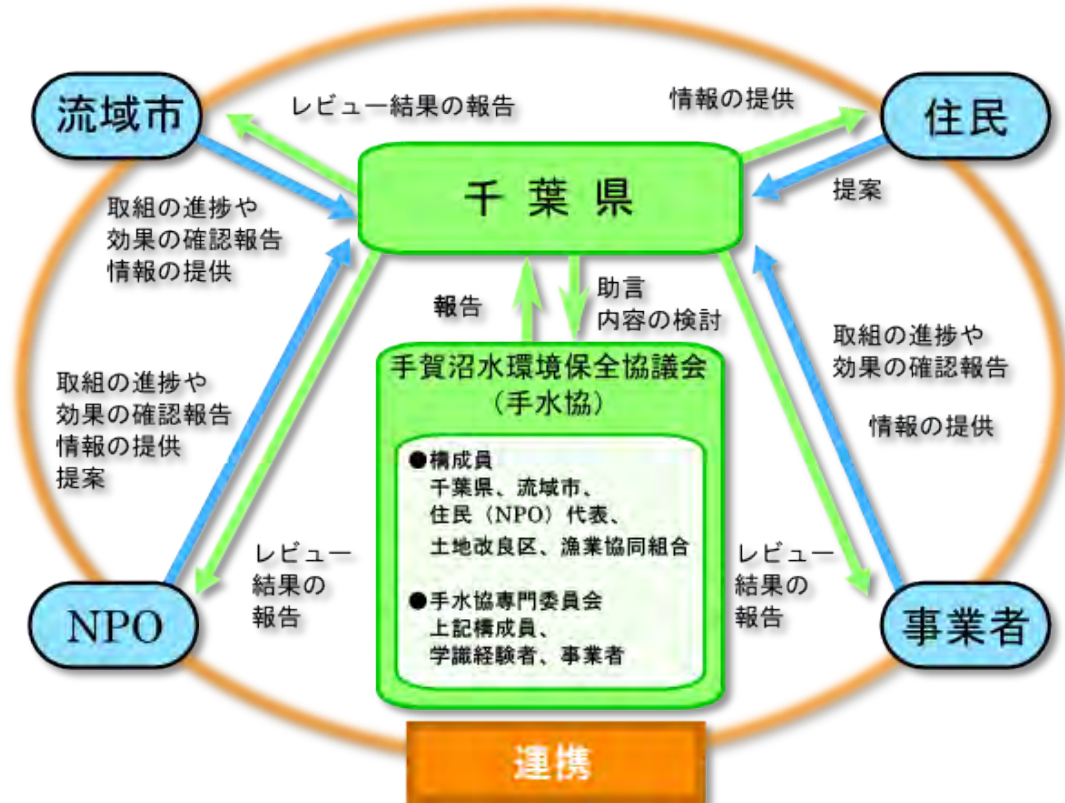 流域市
レビュー結果の報告
情報の提供
住民
千葉県
提案
取組の進捗や
効果の確認報告
情報の提供
報告
助言
内容の検討
取組の進捗や
効果の確認報告
情報の提供
取組の進捗や
効果の確認報告
情報の提供
提案
手賀沼水環境保全協議会
（手水協）
●構成員
千葉県、流域市、
住民（NPO）代表、
土地改良区、漁業協同組合
●手水協専門委員会
上記構成員、
学識経験者、事業者
レビュー
結果の
報告
レビュー
結果の
報告
NPO
事業者
連携